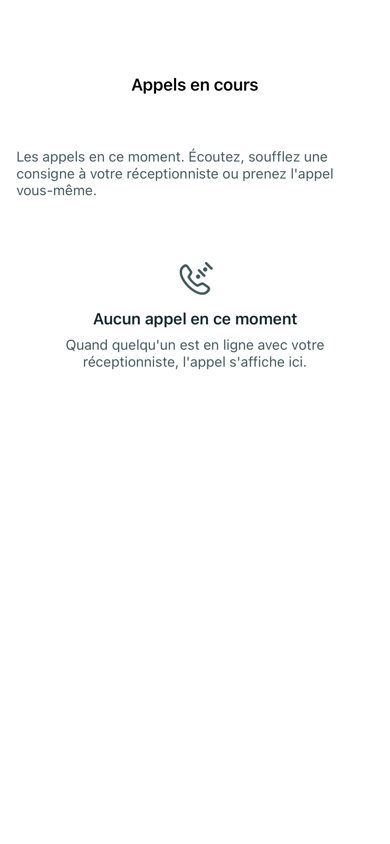 Appels en cours
Les appels en ce moment. Écoutez, soufflez une
consigne à votre réceptionniste ou prenez l'appel
vous-même.
Aucun appel en ce moment
Quand quelqu'un est en ligne avec votre
réceptionniste, l'appel s'affiche ici.